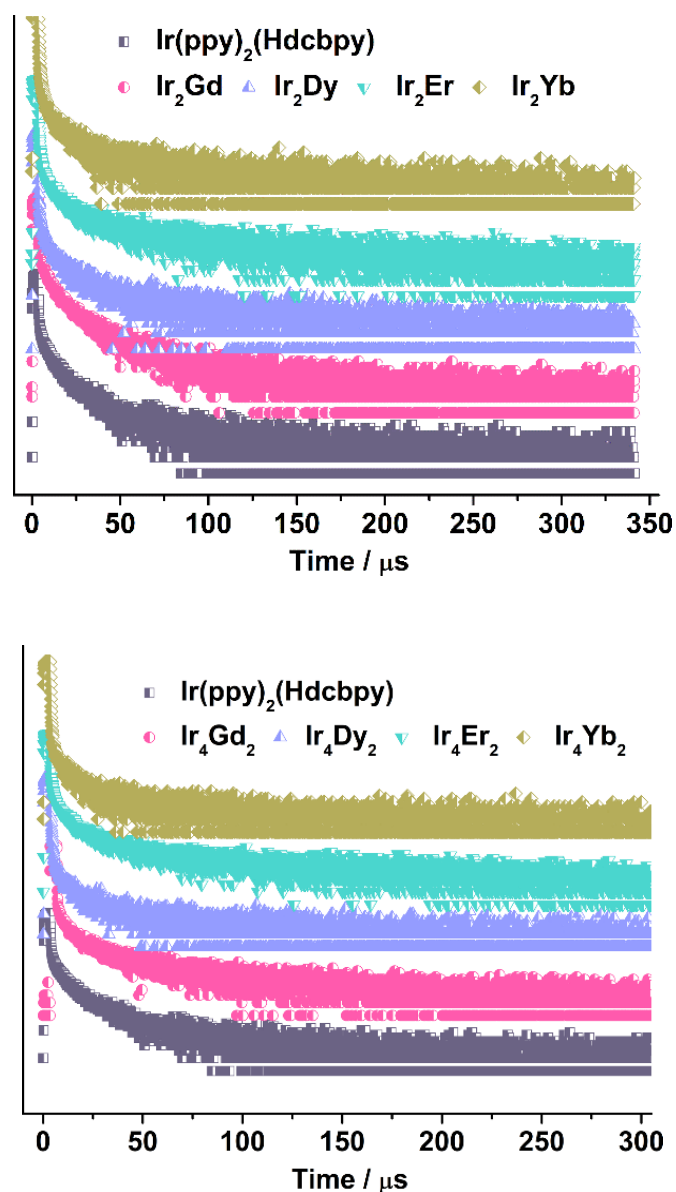 Ir(ppy)₂(Hdcbpy)
Ir₂Gd Ir₂Dy Ir₂Er Ir₂Yb
0 50 100 150 200 250 300 350
Time / μs
Ir(ppy)₂(Hdcbpy)
Ir₄Gd₂ Ir₄Dy₂ Ir₄Er₂ Ir₄Yb₂
0 50 100 150 200 250 300
Time / μs